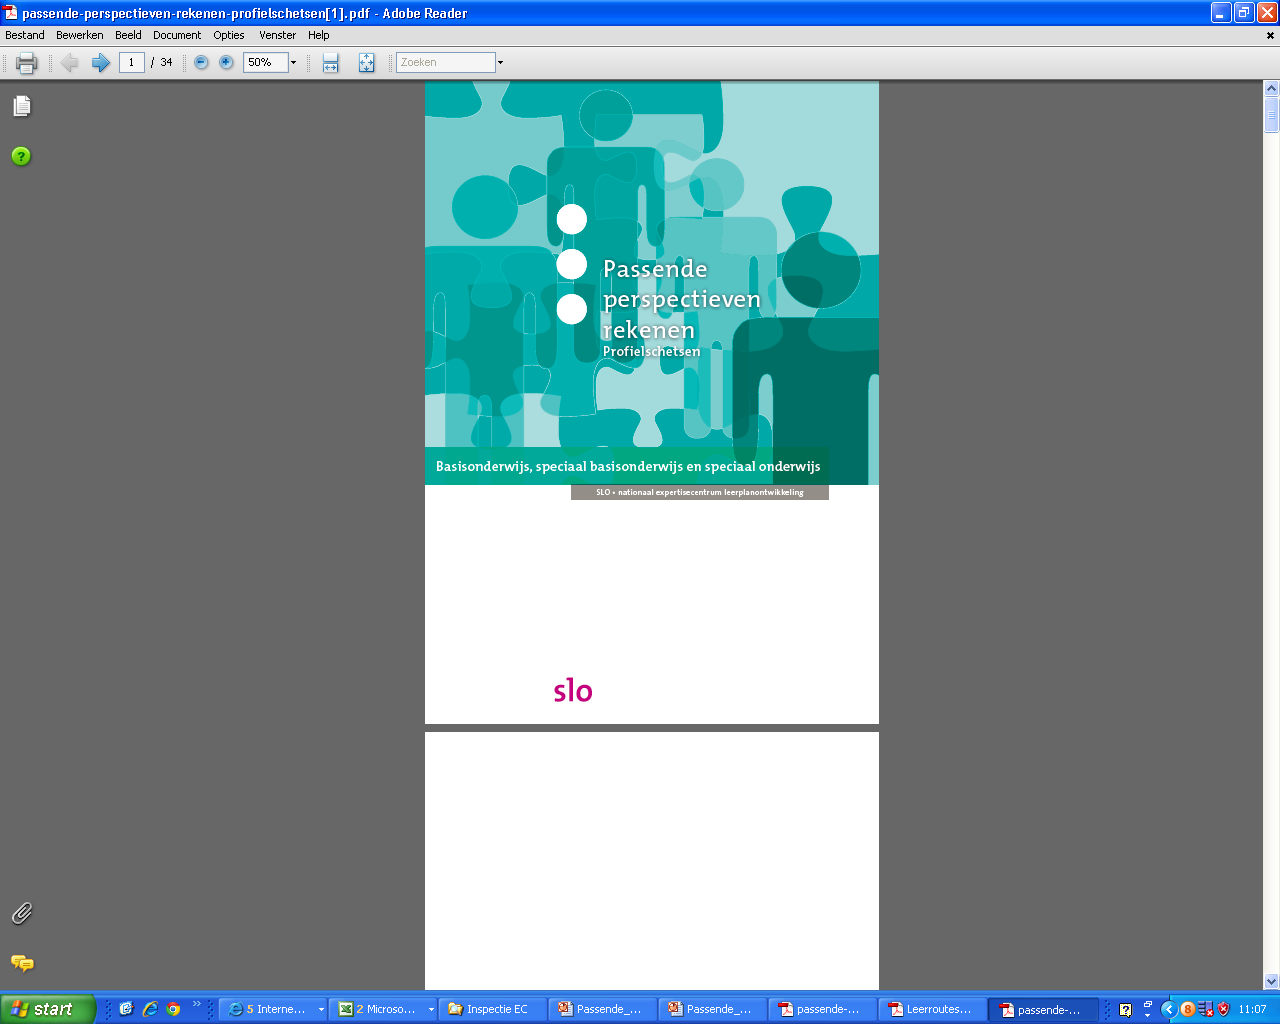 passende-perspectieven-rekenen-profielschetsen[1].pdf - Adobe Reader
Bestand Bewerken Beeld Document Opties Venster Help
1 / 34 50% Zoeken
Passende
perspectieven
rekenen
Profielschetsen
Basisonderwijs, speciaal basisonderwijs en speciaal onderwijs
SLO • nationaal expertisecentrum leerplanontwikkeling
slo
start 5 Interne... 2 Microso... Inspectie EC Passende_... Passende_... passende-... Leerroutes... passende-... 8 11:07